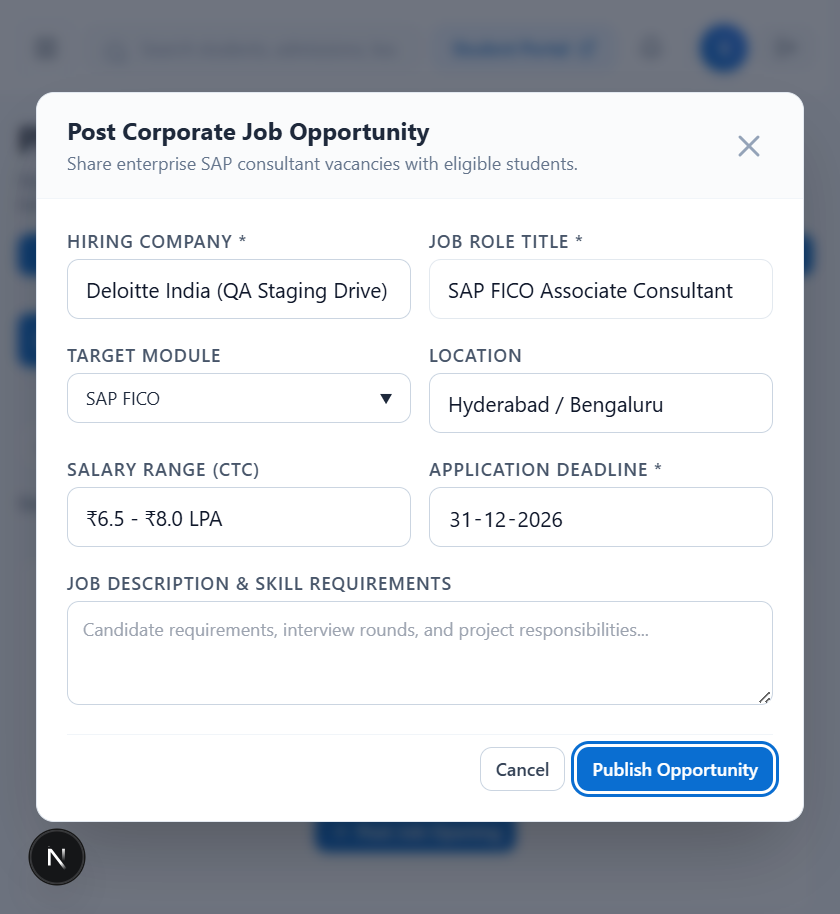 Post Corporate Job Opportunity
Share enterprise SAP consultant vacancies with eligible students.
HIRING COMPANY *
JOB ROLE TITLE *
Deloitte India (QA Staging Drive)
SAP FICO Associate Consultant
TARGET MODULE
LOCATION
SAP FICO
Hyderabad / Bengaluru
SALARY RANGE (CTC)
APPLICATION DEADLINE *
₹6.5 - ₹8.0 LPA
31-12-2026
JOB DESCRIPTION & SKILL REQUIREMENTS
Candidate requirements, interview rounds, and project responsibilities...
Cancel
Publish Opportunity
N